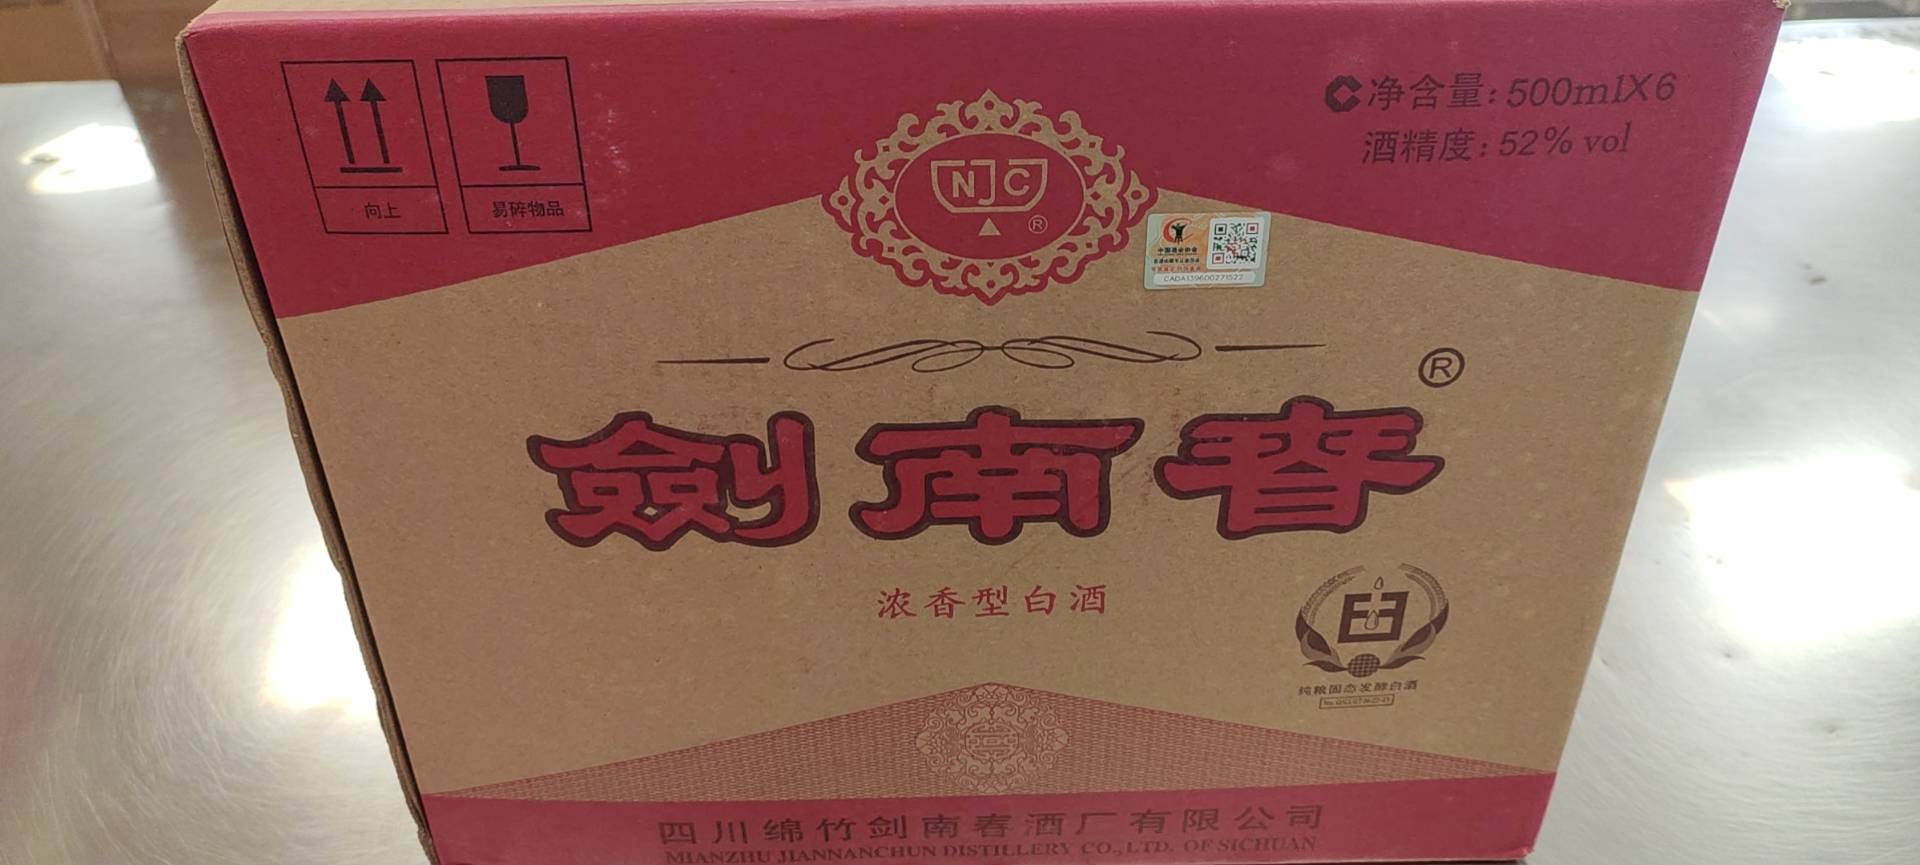 净含量:500mlX6
酒精度:52% vol
向上
易碎物品
NJC
®
CADA139600271522
®
劍南春
浓香型白酒
纯粮固态发酵白酒
四川绵竹剑南春酒厂有限公司
MIANZHU JIANNANCHUN DISTILLERY CO.,LTD. OF SICHUAN